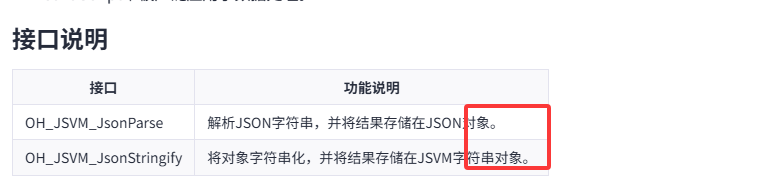 接口说明
接口 功能说明
OH_JSVM_JsonParse 解析JSON字符串，并将结果存储在JSON对象。
OH_JSVM_JsonStringify 将对象字符串化，并将结果存储在JSVM字符串对象。